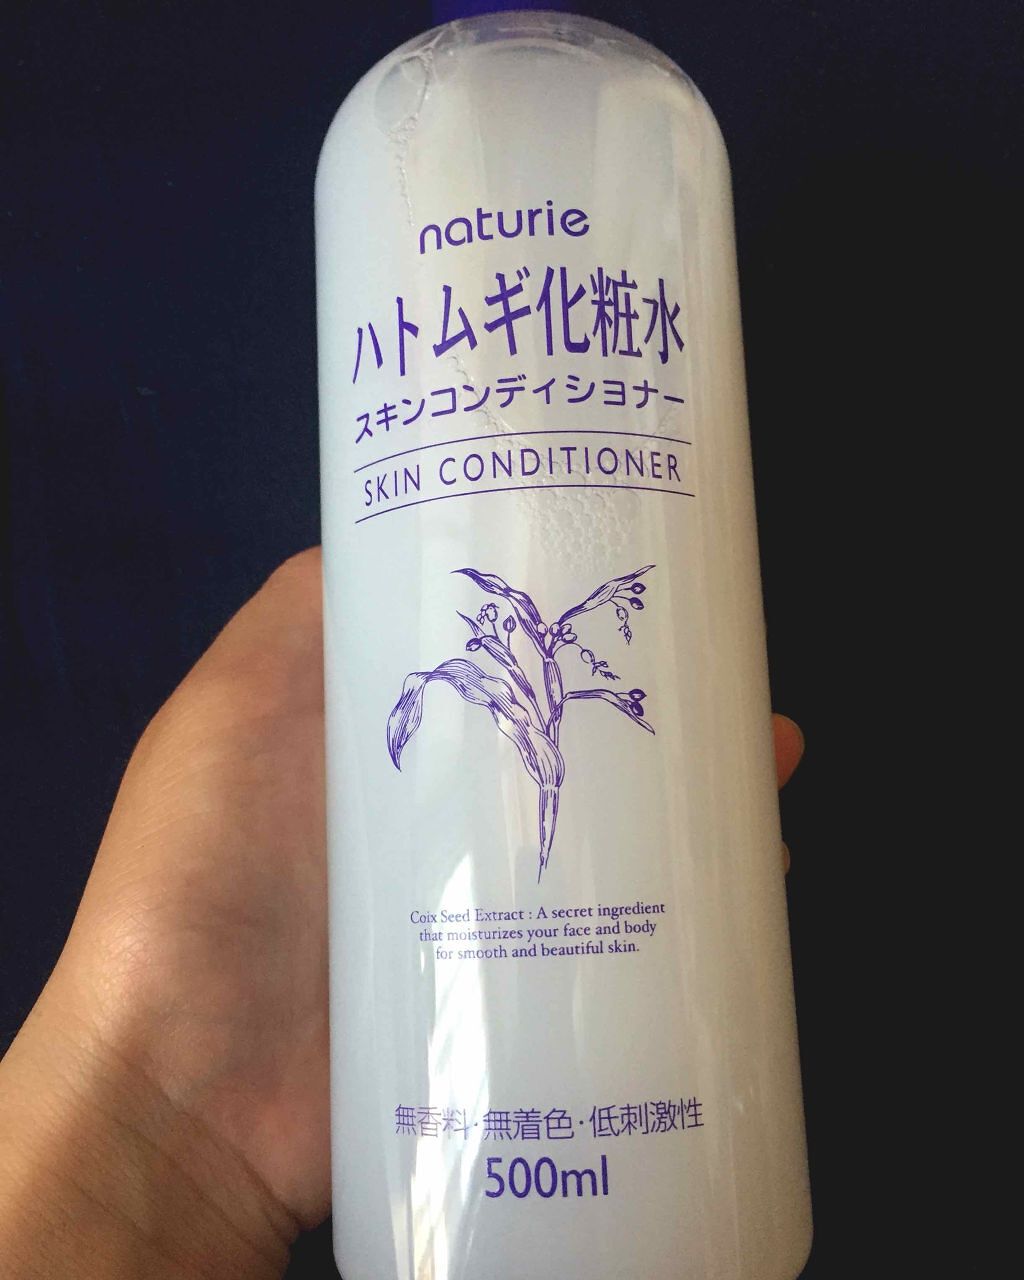 naturie
ハトムギ化粧水
スキンコンディショナー
SKIN CONDITIONER
Coix Seed Extract : A secret ingredient
that moisturizes your face and body
for smooth and beautiful skin.
無香料・無着色・低刺激性
500ml